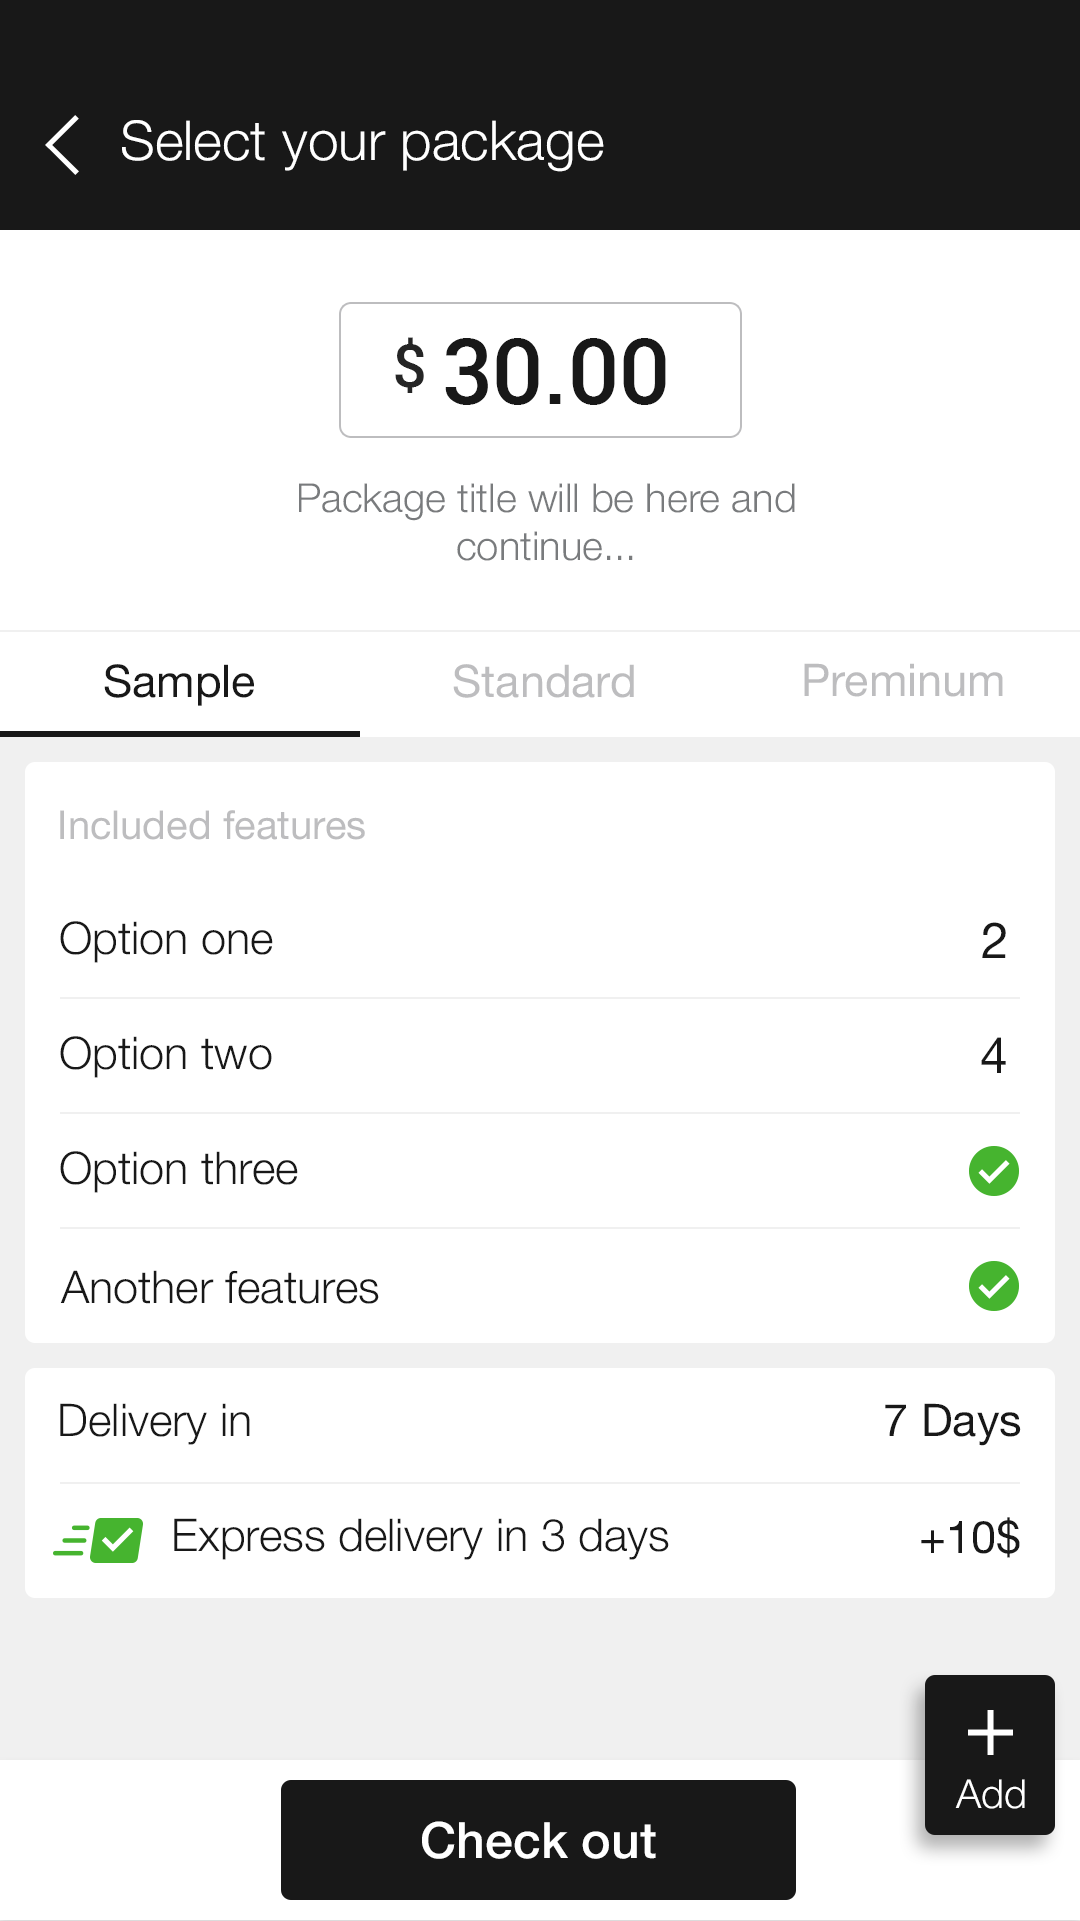 Select your package
$ 30.00
Package title will be here and
continue...
Sample Standard Preminum
Included features
Option one 2
Option two 4
Option three
Another features
Delivery in 7 Days
Express delivery in 3 days +10$
Add
Check out